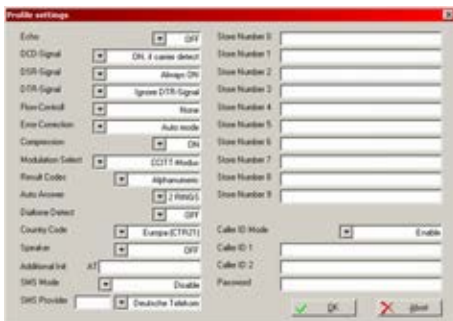 Profile settings
Echo OFF
DCD-Signal ON, if carrier detect
DSR-Signal Always ON
DTR-Signal Ignore DTR-Signal
Flow-Controll None
Error-Correction Auto mode
Compression ON
Modulation Select CCITT-Modus
Result Codes Alphanumeric
Auto Answer 2 RINGS
Dialtone Detect OFF
Country Code Europa (CTR21)
Speaker OFF
Additional Init AT
SMS Mode Disable
SMS Provider Deutsche Telekom
Store Number 0
Store Number 1
Store Number 2
Store Number 3
Store Number 4
Store Number 5
Store Number 6
Store Number 7
Store Number 8
Store Number 9
Caller ID Mode Enable
Caller ID 1
Caller ID 2
Password
OK Abort